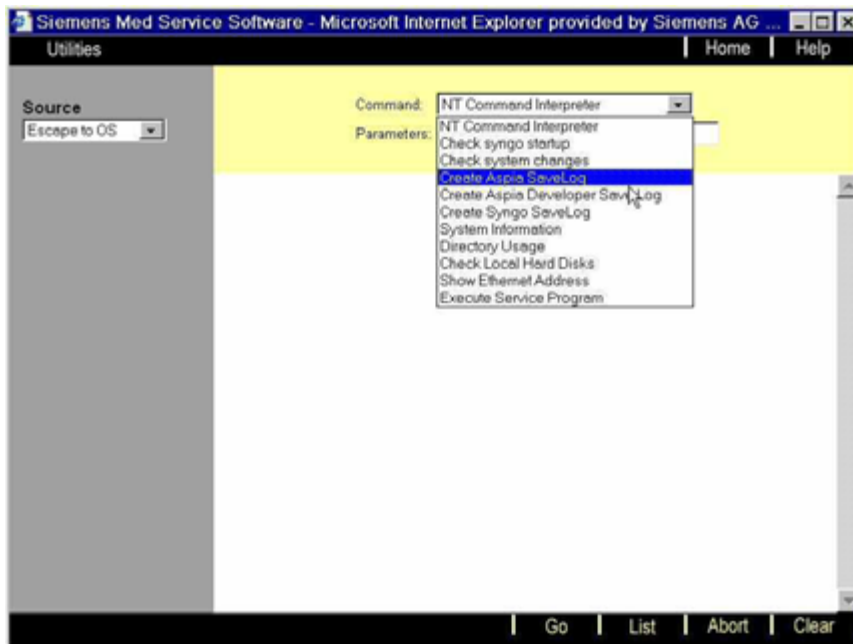 Siemens Med Service Software - Microsoft Internet Explorer provided by Siemens AG ...
Utilities
Home
Help
Source
Escape to OS
Command:
NT Command Interpreter
Parameters:
NT Command Interpreter
Check syngo startup
Check system changes
Create Aspia SaveLog
Create Aspia Developer SaveLog
Create Syngo SaveLog
System Information
Directory Usage
Check Local Hard Disks
Show Ethernet Address
Execute Service Program
Go
List
Abort
Clear